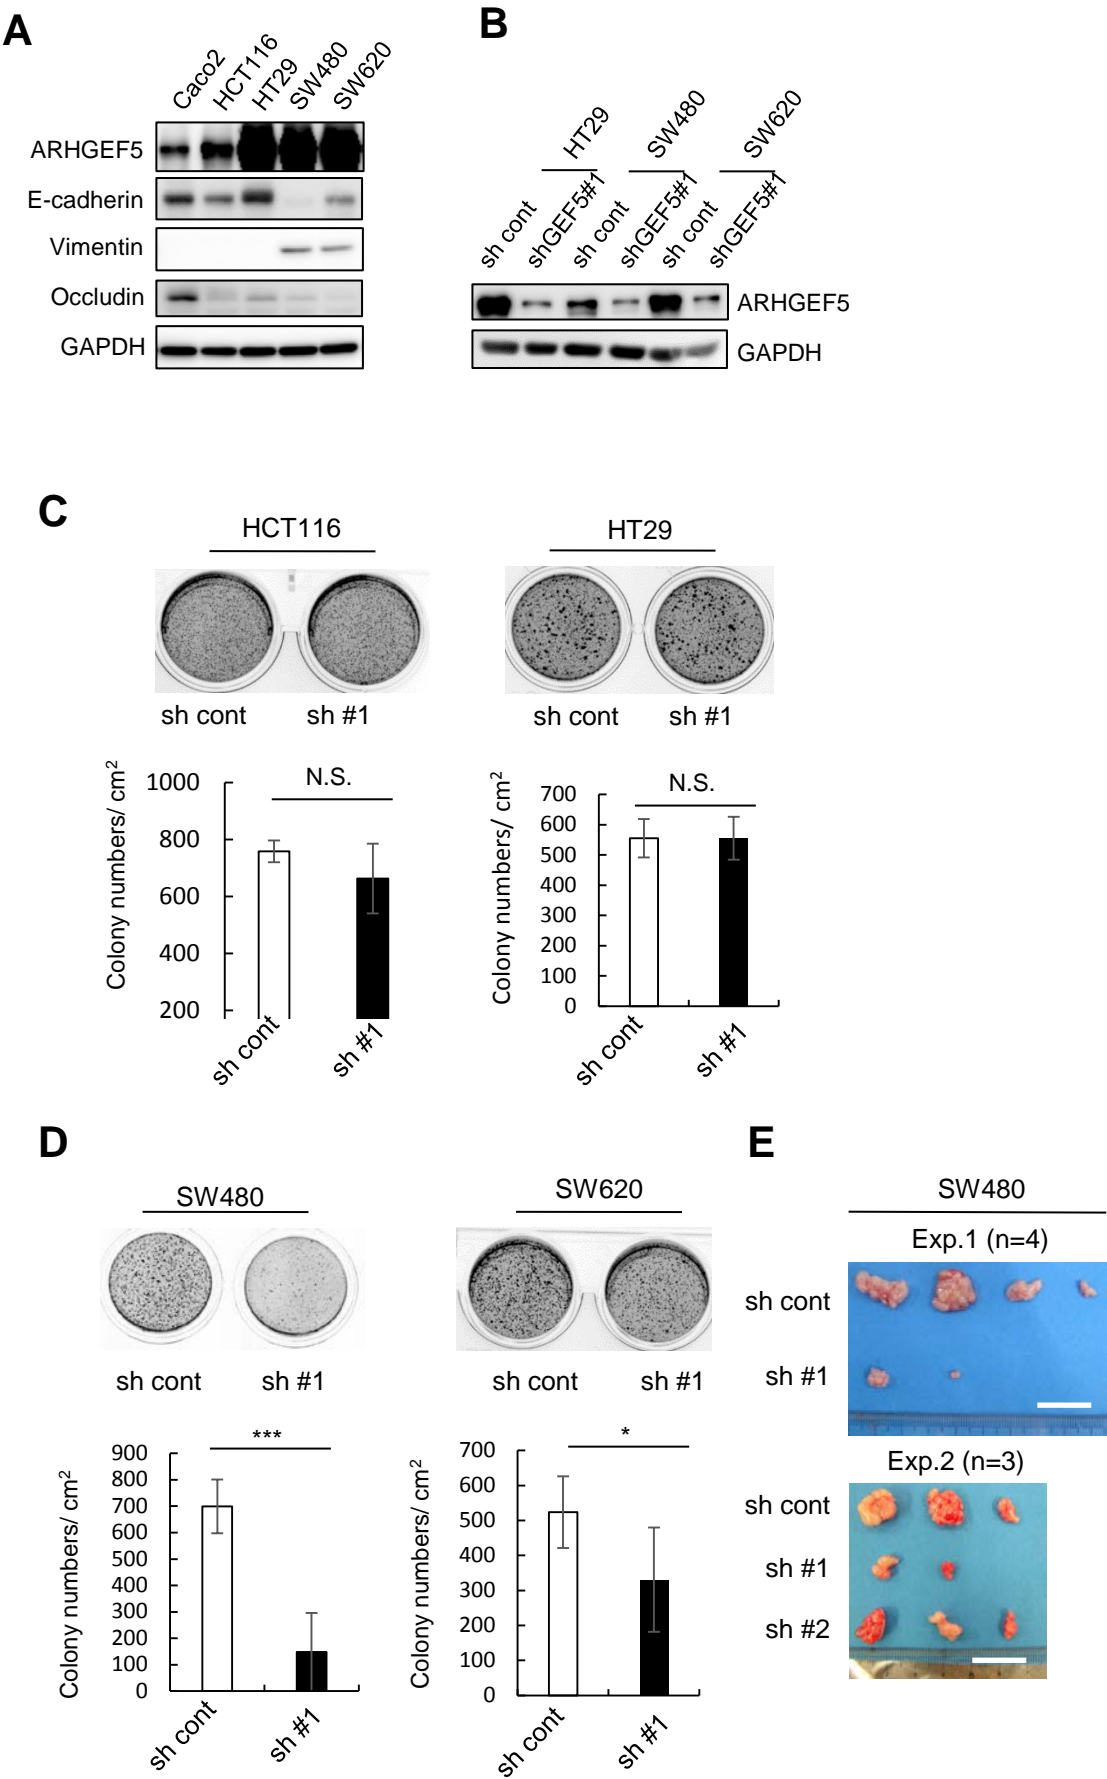 A
Caco2
HCT116
HT29
SW480
SW620
ARHGEF5
E-cadherin
Vimentin
Occludin
GAPDH
B
HT29
SW480
SW620
sh cont
shGEF5#1
sh cont
shGEF5#1
sh cont
shGEF5#1
ARHGEF5
GAPDH
C
HCT116
sh cont
sh #1
HT29
sh cont
sh #1
Colony numbers/ cm2
1000
800
600
400
200
N.S.
sh cont
sh #1
Colony numbers/ cm2
700
600
500
400
300
200
100
0
N.S.
sh cont
sh #1
D
SW480
sh cont
sh #1
SW620
sh cont
sh #1
Colony numbers/ cm2
900
800
700
600
500
400
300
200
100
0
***
sh cont
sh #1
Colony numbers/ cm2
700
600
500
400
300
200
100
0
*
sh cont
sh #1
E
SW480
Exp.1 (n=4)
sh cont
sh #1
Exp.2 (n=3)
sh cont
sh #1
sh #2